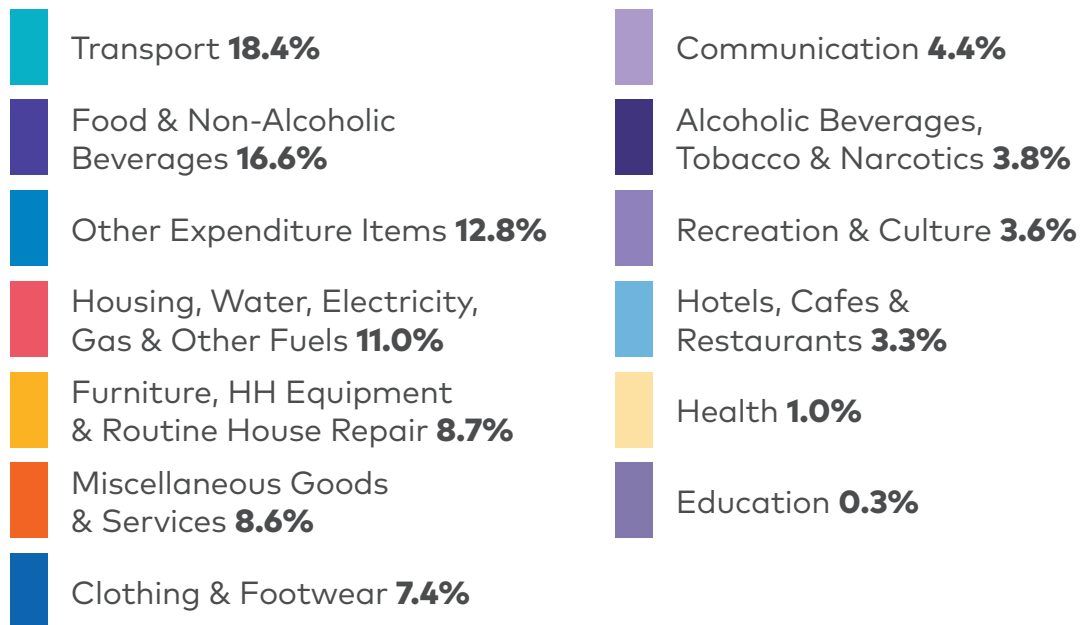 Transport 18.4%
Food & Non-Alcoholic
Beverages 16.6%
Other Expenditure Items 12.8%
Housing, Water, Electricity,
Gas & Other Fuels 11.0%
Furniture, HH Equipment
& Routine House Repair 8.7%
Miscellaneous Goods
& Services 8.6%
Clothing & Footwear 7.4%
Communication 4.4%
Alcoholic Beverages,
Tobacco & Narcotics 3.8%
Recreation & Culture 3.6%
Hotels, Cafes &
Restaurants 3.3%
Health 1.0%
Education 0.3%